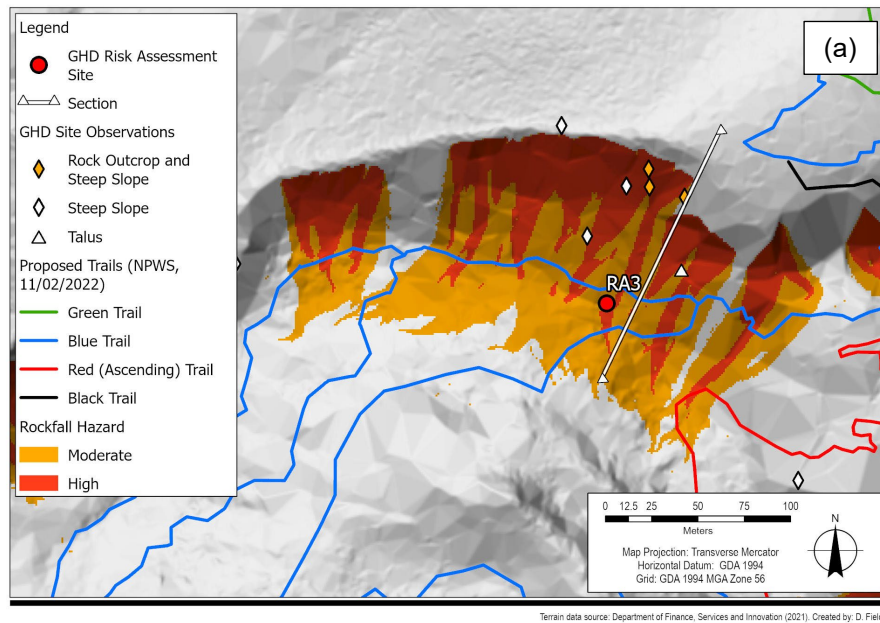 (a)
Legend
GHD Risk Assessment
Site
Section
GHD Site Observations
Rock Outcrop and
Steep Slope
Steep Slope
Talus
Proposed Trails (NPWS,
11/02/2022)
Green Trail
Blue Trail
Red (Ascending) Trail
Black Trail
Rockfall Hazard
Moderate
High
RA3
0 12.5 25 50 75 100
Meters
Map Projection: Transverse Mercator
Horizontal Datum: GDA 1994
Grid: GDA 1994 MGA Zone 56
N
Terrain data source: Department of Finance, Services and Innovation (2021). Created by: D. Fiel